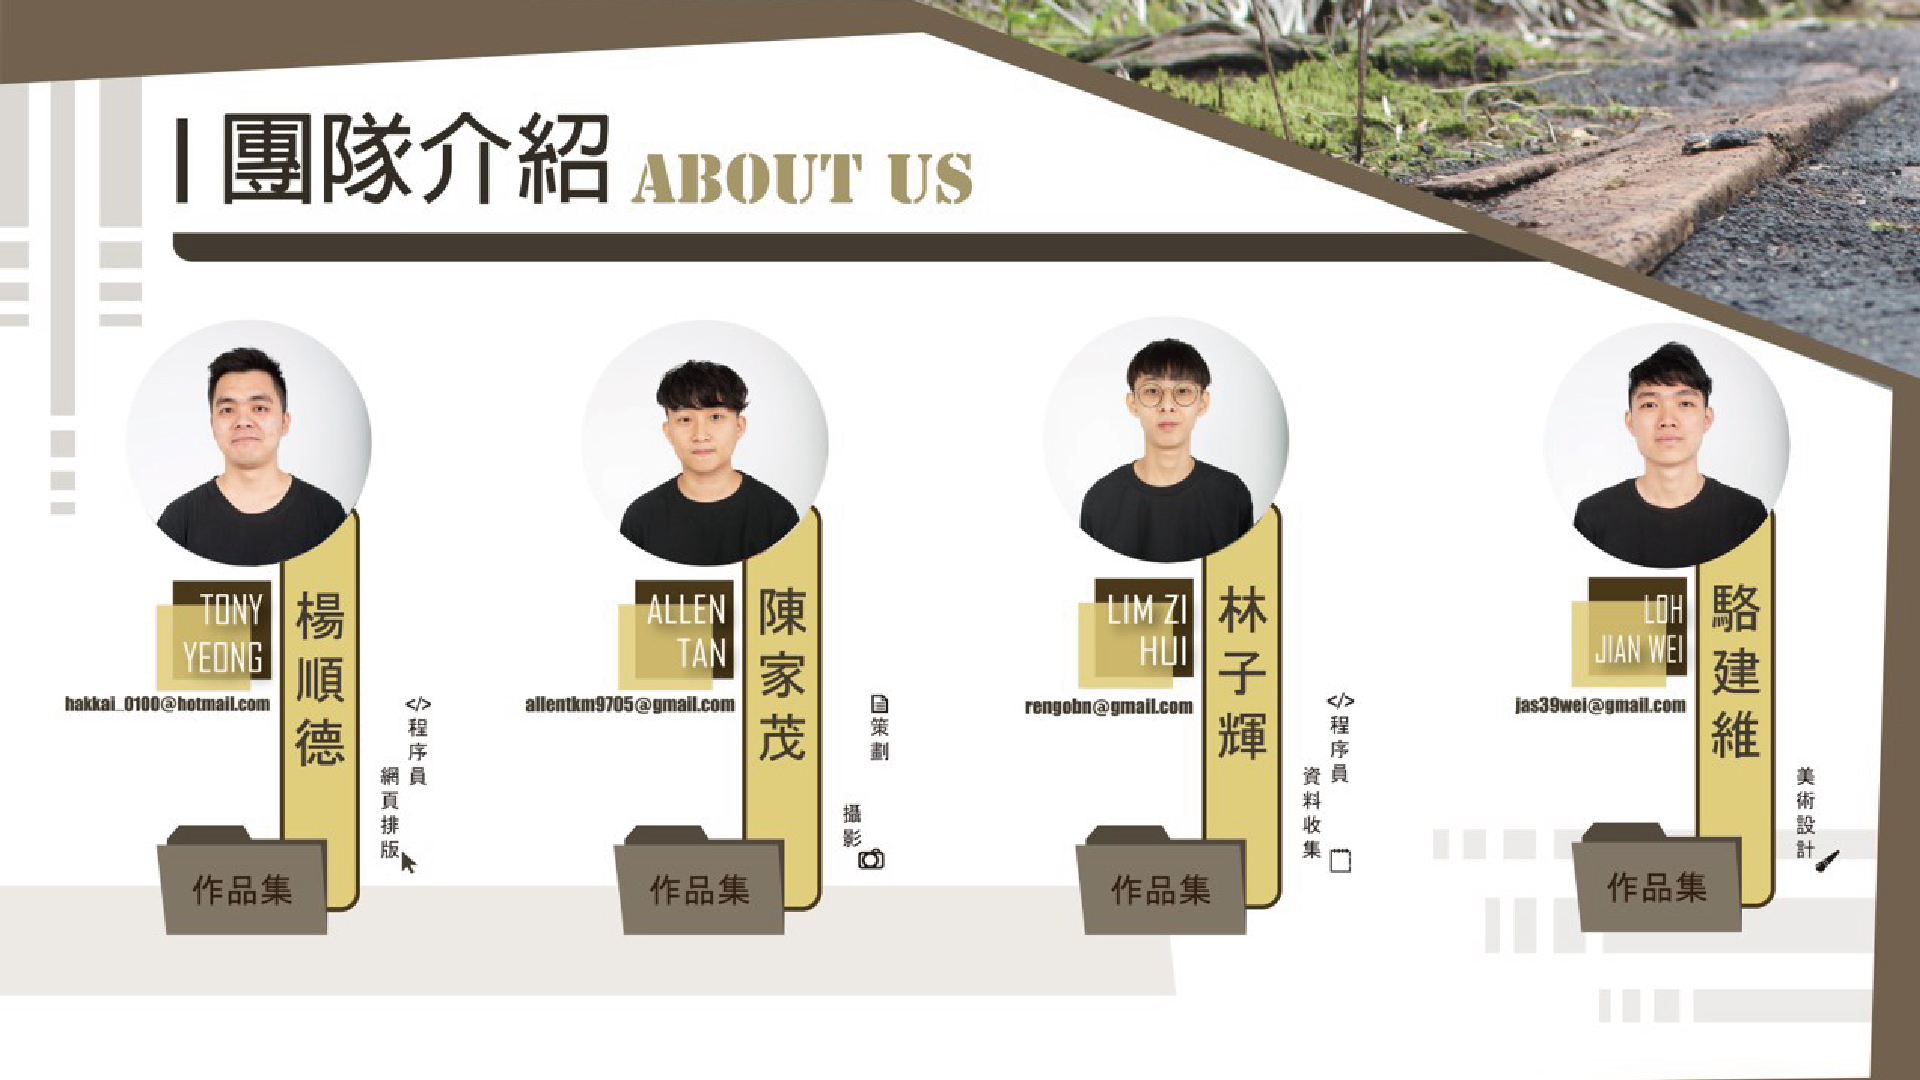 團隊介紹 ABOUT US
TONY
YEONG
楊順德
hakkai_0100@hotmail.com
</>
程序員
網頁排版
作品集
ALLEN
TAN
陳家茂
allentkm9705@gmail.com
策劃
攝影
作品集
LIM ZI
HUI
林子輝
rengobn@gmail.com
</>
程序員
資料收集
作品集
LOH
JIAN WEI
駱建維
jas39wei@gmail.com
美術設計
作品集